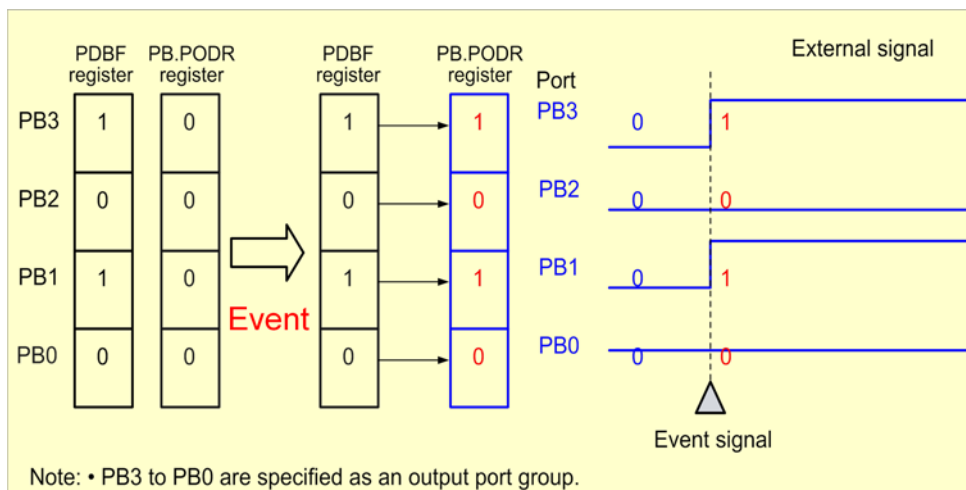 External signal
PDBF register
PB.PODR register
PDBF register
PB.PODR register
Port
PB3 1 0 1 1 PB3 0 1
PB2 0 0 0 0 PB2 0 0
PB1 1 0 1 1 PB1 0 1
Event
PB0 0 0 0 0 PB0 0 0
Event signal
Note: • PB3 to PB0 are specified as an output port group.